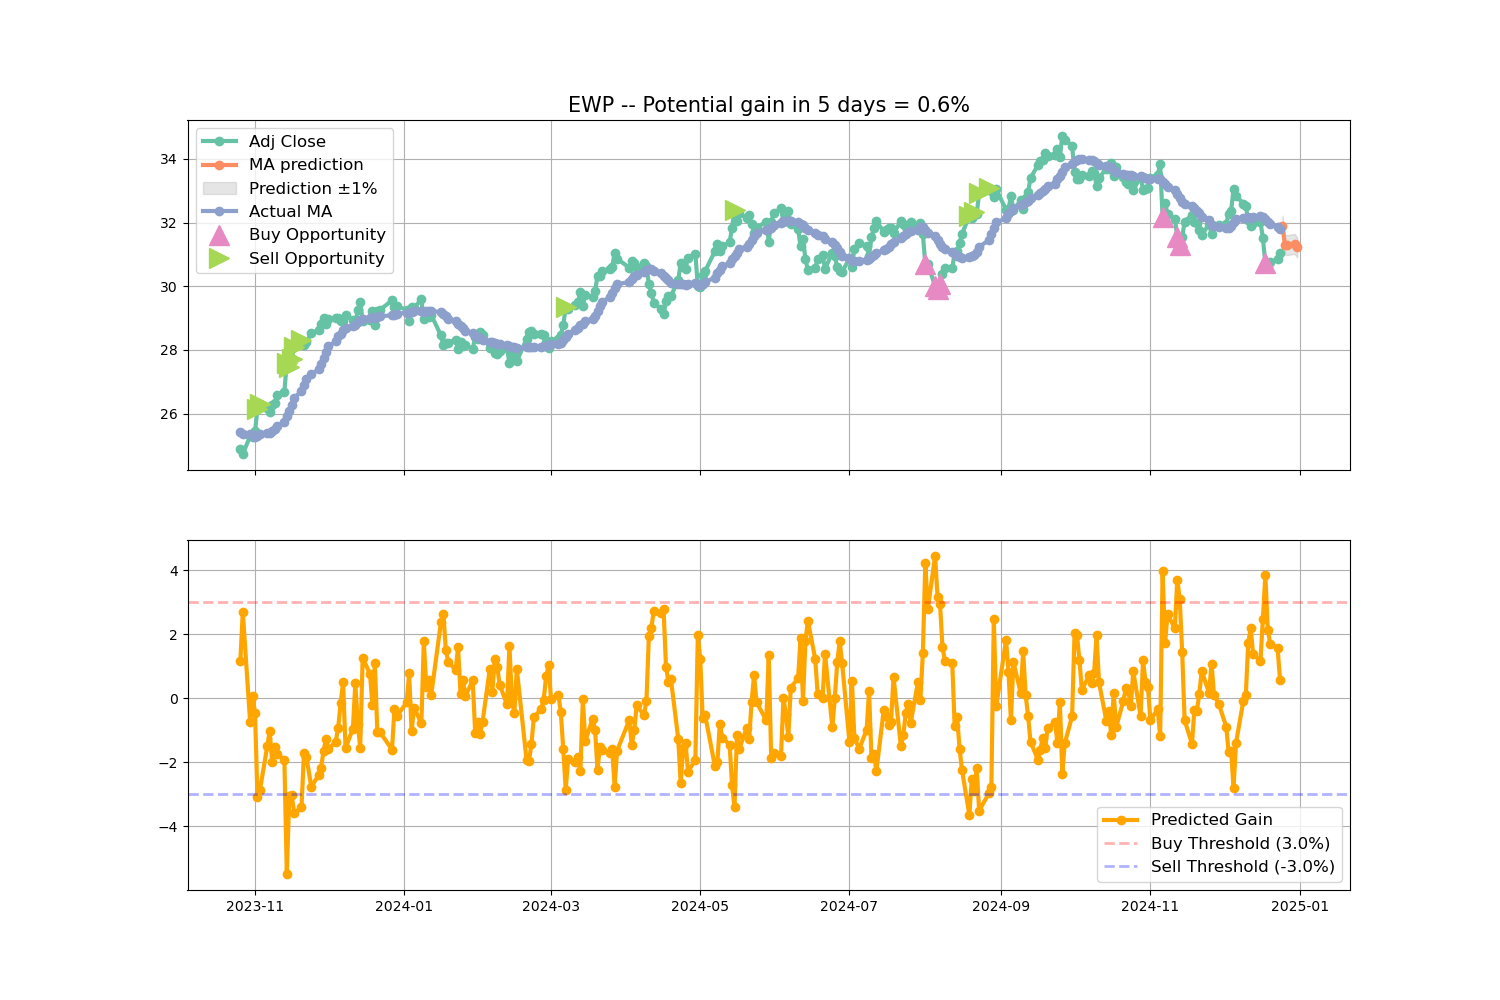 EWP -- Potential gain in 5 days = 0.6%
Adj Close
MA prediction
Prediction ±1%
Actual MA
Buy Opportunity
Sell Opportunity
34
32
30
28
26
4
2
0
−2
−4
Predicted Gain
Buy Threshold (3.0%)
Sell Threshold (-3.0%)
2023-11 2024-01 2024-03 2024-05 2024-07 2024-09 2024-11 2025-01